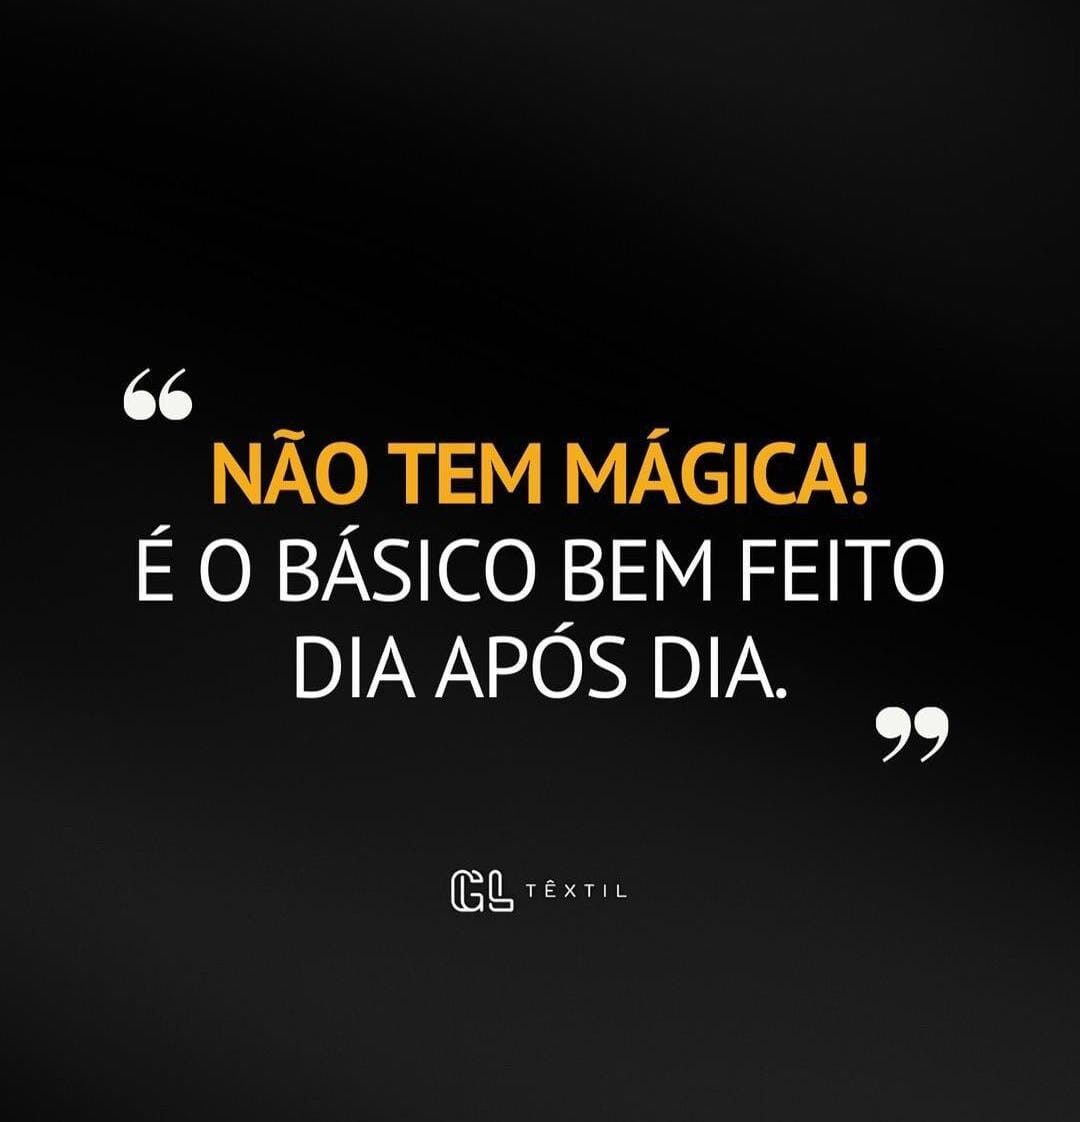 “
NÃO TEM MÁGICA!
É O BÁSICO BEM FEITO
DIA APÓS DIA.
”
GL TÊXTIL